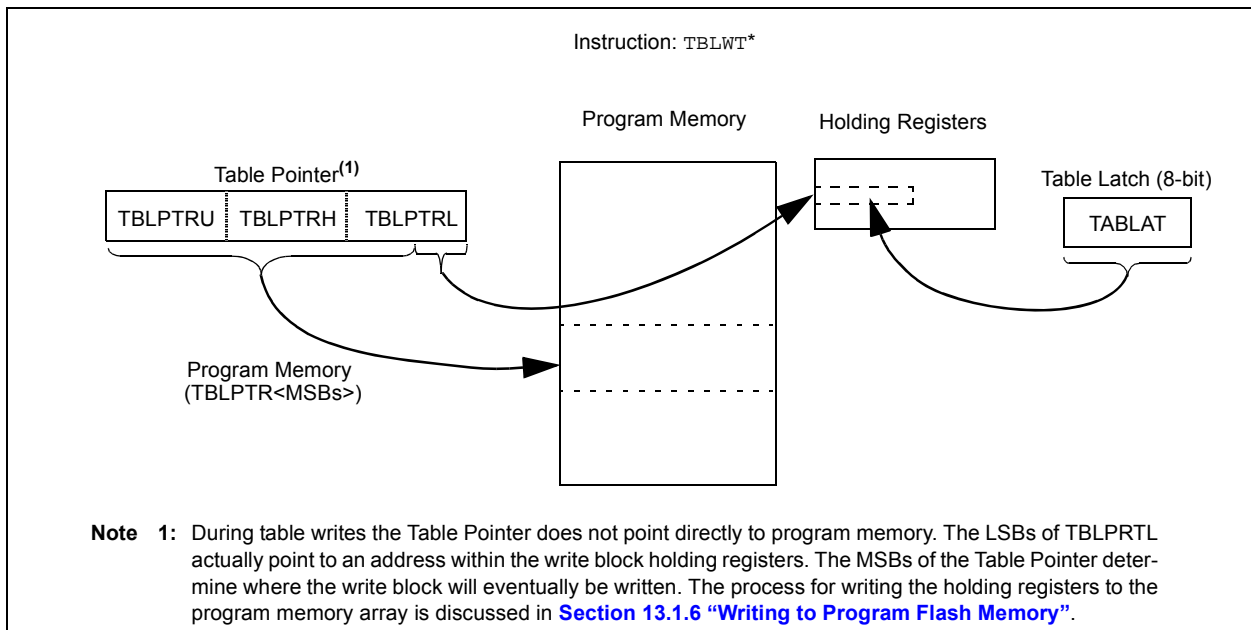 Instruction: TBLWT*
Program Memory
Holding Registers
Table Pointer(1)
Table Latch (8-bit)
TBLPTRU TBLPTRH TBLPTRL
TABLAT
Program Memory
(TBLPTR<MSBs>)
Note 1: During table writes the Table Pointer does not point directly to program memory. The LSBs of TBLPRTL
actually point to an address within the write block holding registers. The MSBs of the Table Pointer deter-
mine where the write block will eventually be written. The process for writing the holding registers to the
program memory array is discussed in Section 13.1.6 “Writing to Program Flash Memory”.